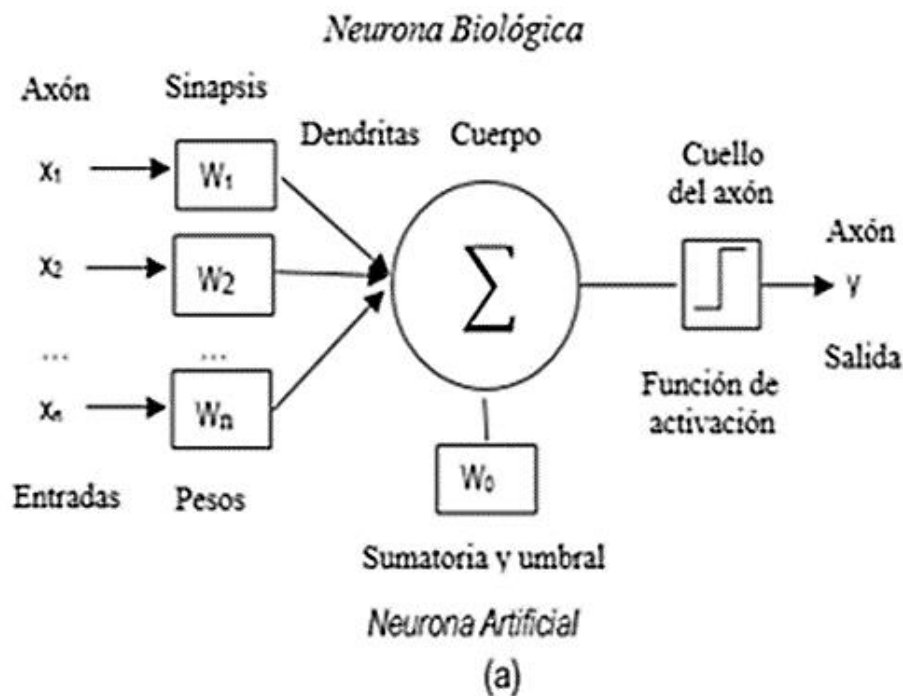 Neurona Biológica
Axón
Sinapsis
Dendritas
Cuerpo
Cuello
del axón
Axón
x₁
W₁
x₂
W₂
Σ
y
...
...
Salida
xₙ
Wₙ
Función de
activación
W₀
Entradas
Pesos
Sumatoria y umbral
Neurona Artificial
(a)